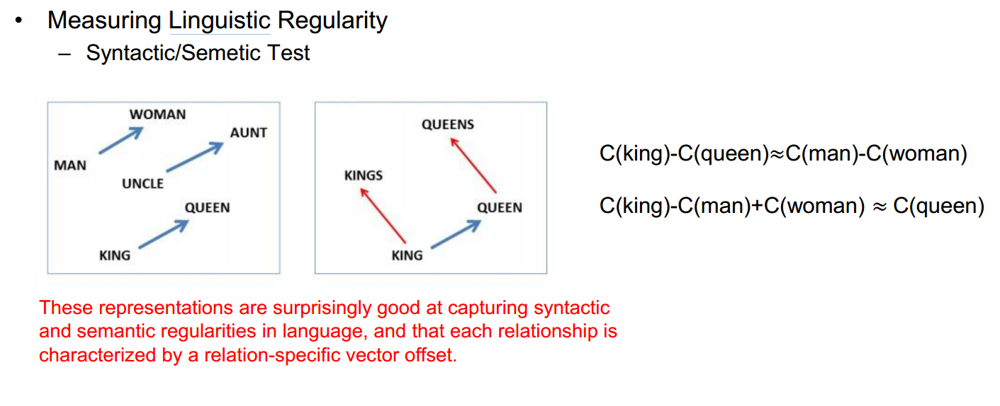 • Measuring Linguistic Regularity
– Syntactic/Semetic Test
WOMAN
AUNT
MAN
UNCLE
QUEEN
KING
QUEENS
KINGS
QUEEN
KING
C(king)-C(queen)≈C(man)-C(woman)
C(king)-C(man)+C(woman) ≈ C(queen)
These representations are surprisingly good at capturing syntactic
and semantic regularities in language, and that each relationship is
characterized by a relation-specific vector offset.